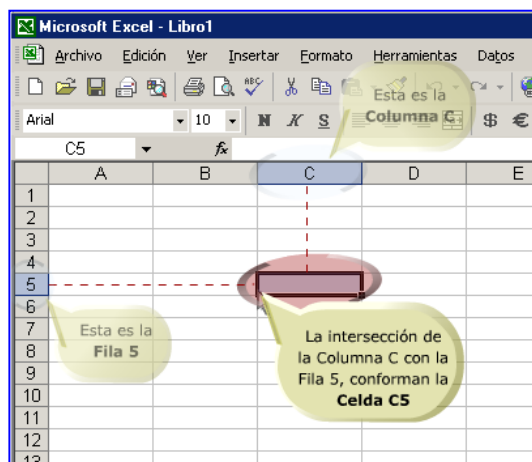 Microsoft Excel - Libro1
Archivo Edición Ver Insertar Formato Herramientas Datos
ABC
Arial 10 N K S $ €
C5 fx
Esta es la
Columna C
A B C D E
1
2
3
4
5
6
7
8
9
10
11
12
13
Esta es la
Fila 5
La intersección de
la Columna C con la
Fila 5, conforman la
Celda C5